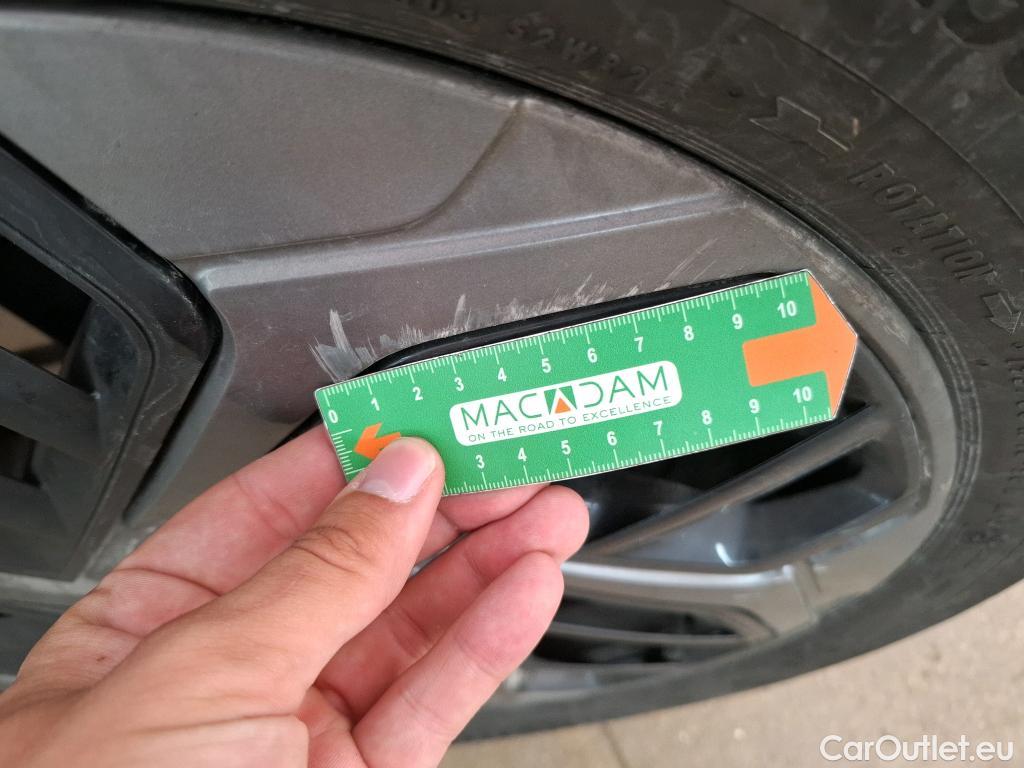 ROTATION
0 1 2 3 4 5 6 7 8 9 10
MACADAM
ON THE ROAD TO EXCELLENCE
3 4 5 6 7 8 9 10
CarOutlet.eu